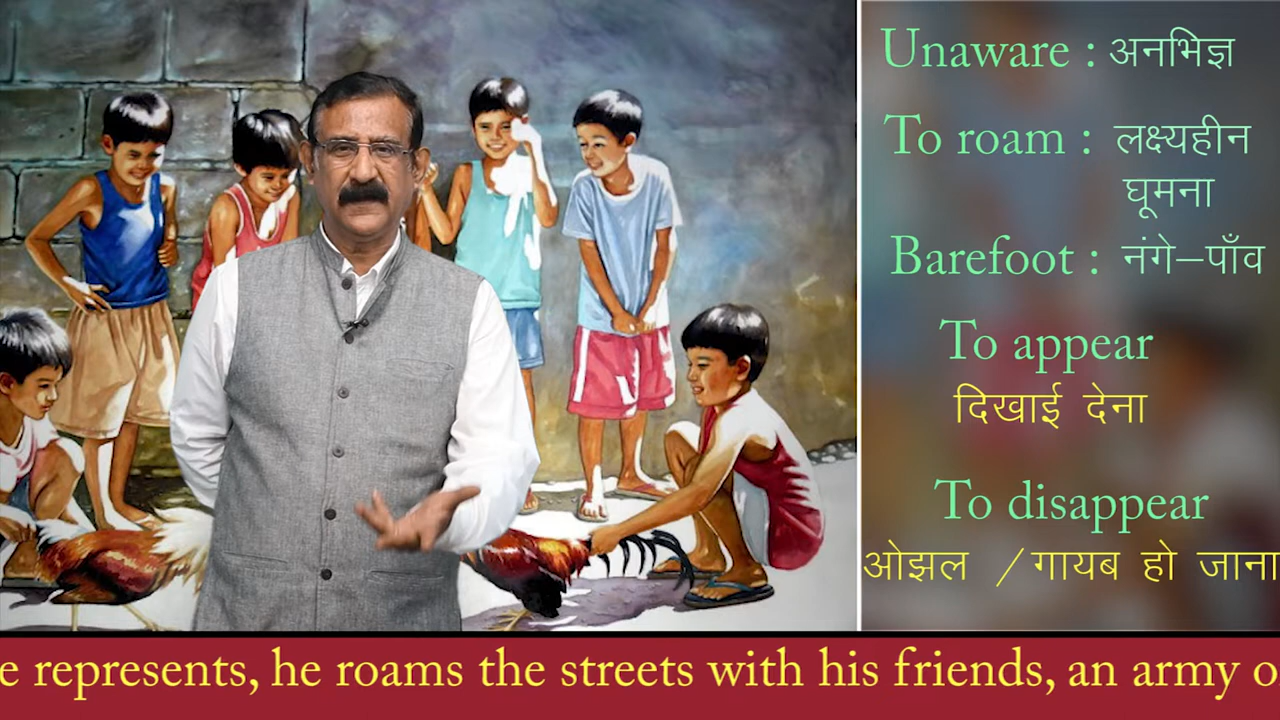 Unaware : अनभिज्ञ
To roam : लक्ष्यहीन
घूमना
Barefoot : नंगे–पाँव
To appear
दिखाई देना
To disappear
ओझल / गायब हो जाना
e represents, he roams the streets with his friends, an army o